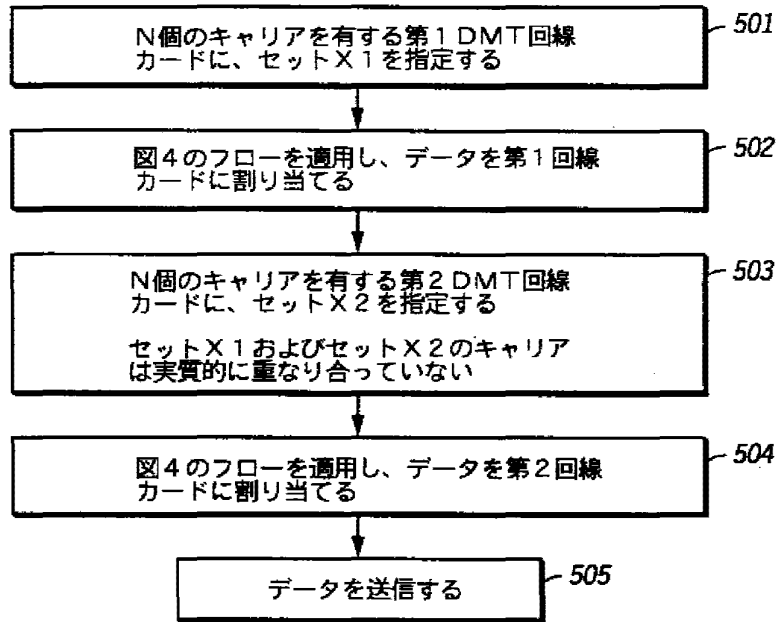 N個のキャリアを有する第1DMT回線
カードに、セットX1を指定する
501
図4のフローを適用し、データを第1回線
カードに割り当てる
502
N個のキャリアを有する第2DMT回線
カードに、セットX2を指定する
セットX1およびセットX2のキャリア
は実質的に重なり合っていない
503
図4のフローを適用し、データを第2回線
カードに割り当てる
504
データを送信する
505